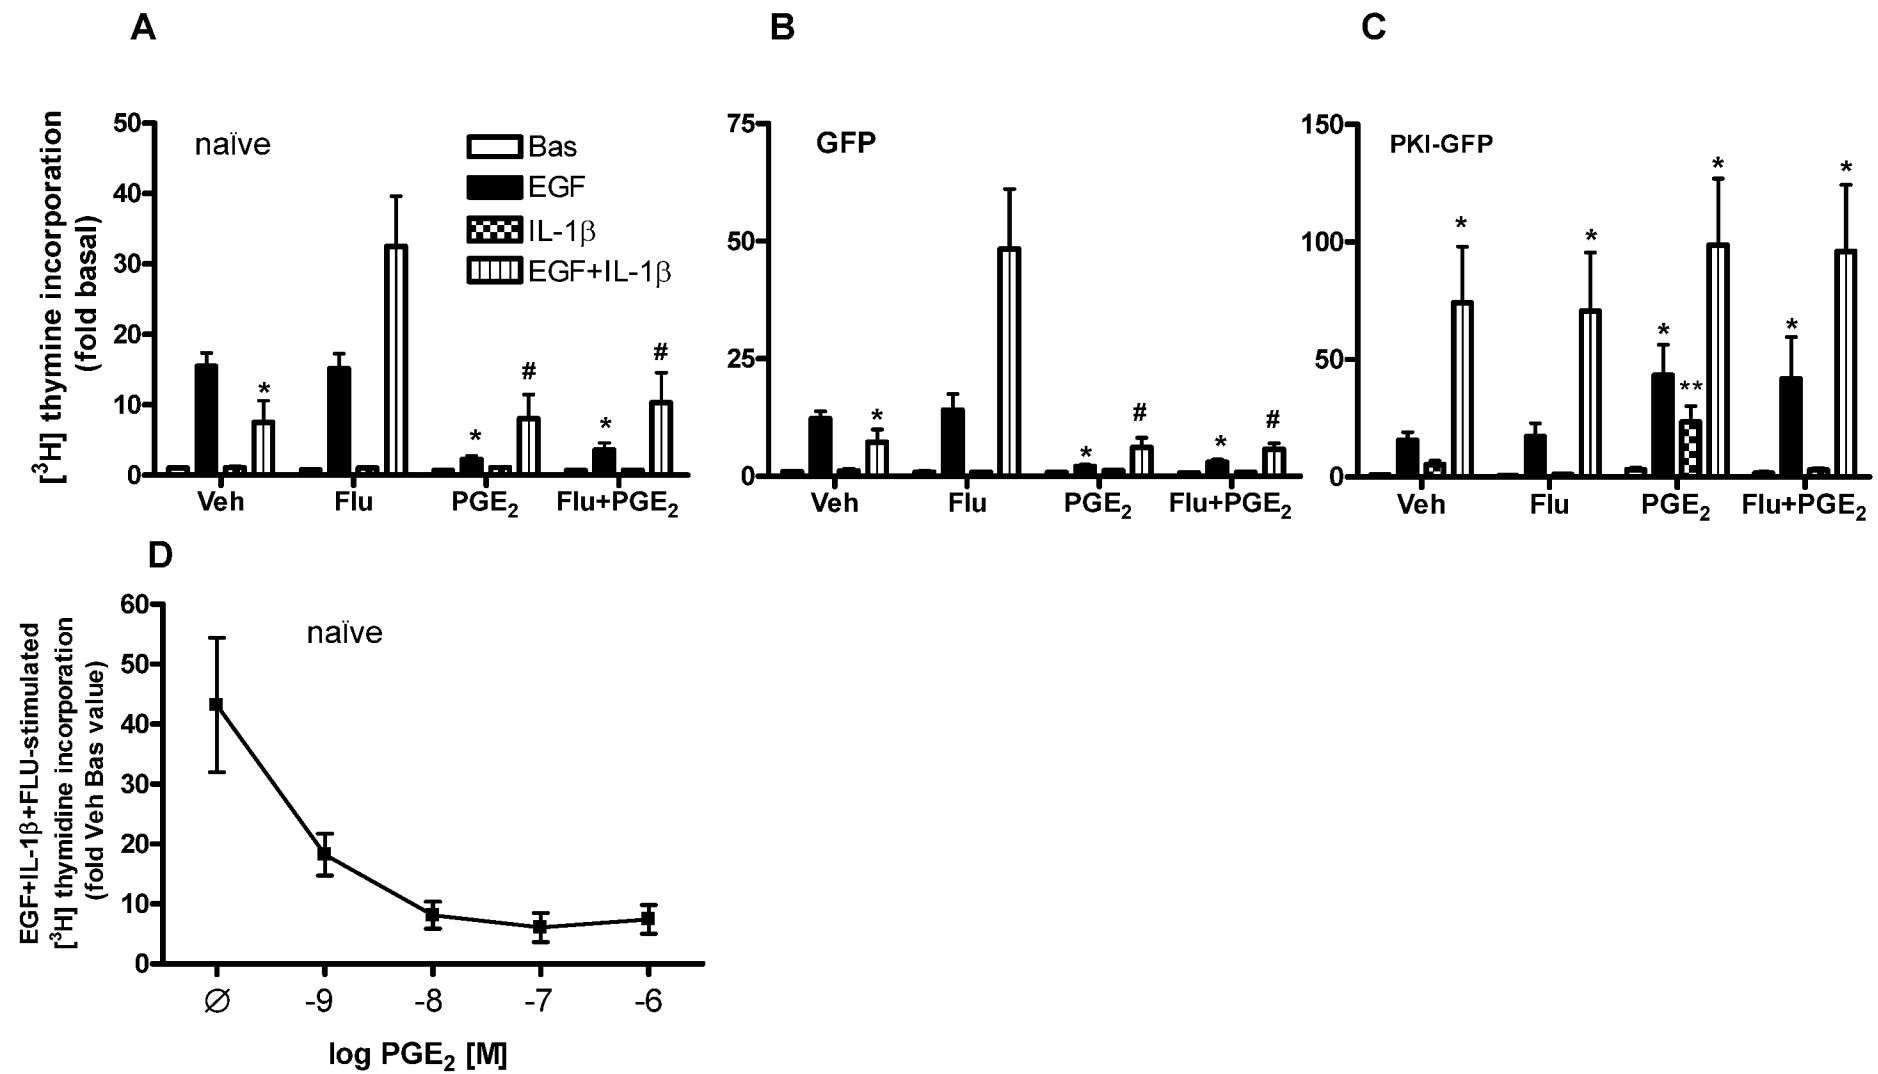 A
B
C
[³H] thymine incorporation
(fold basal)
50
40
30
20
10
0
naïve
Bas
EGF
IL-1β
EGF+IL-1β
*
*
#
*
#
Veh
Flu
PGE₂
Flu+PGE₂
75
50
25
0
GFP
*
*
#
*
#
Veh
Flu
PGE₂
Flu+PGE₂
150
100
50
0
PKI-GFP
*
*
*
**
*
*
*
Veh
Flu
PGE₂
Flu+PGE₂
D
EGF+IL-1β+FLU-stimulated
[³H] thymidine incorporation
(fold Veh Bas value)
60
50
40
30
20
10
0
naïve
∅
-9
-8
-7
-6
log PGE₂ [M]